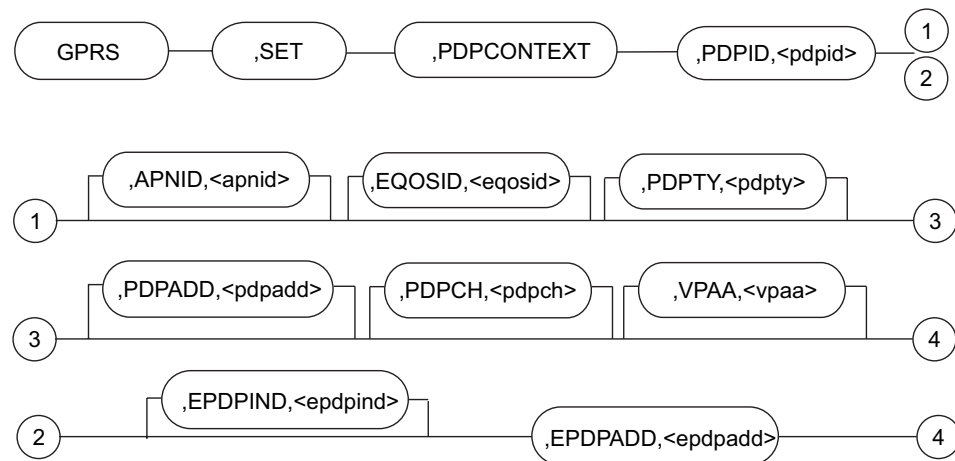 GPRS ,SET ,PDPCONTEXT ,PDPID,<pdpid> 1
2
,APNID,<apnid> ,EQOSID,<eqosid> ,PDPTY,<pdpty>
1 3
,PDPADD,<pdpadd> ,PDPCH,<pdpch> ,VPAA,<vpaa>
3 4
,EPDPIND,<epdpind>
2 ,EPDPADD,<epdpadd> 4